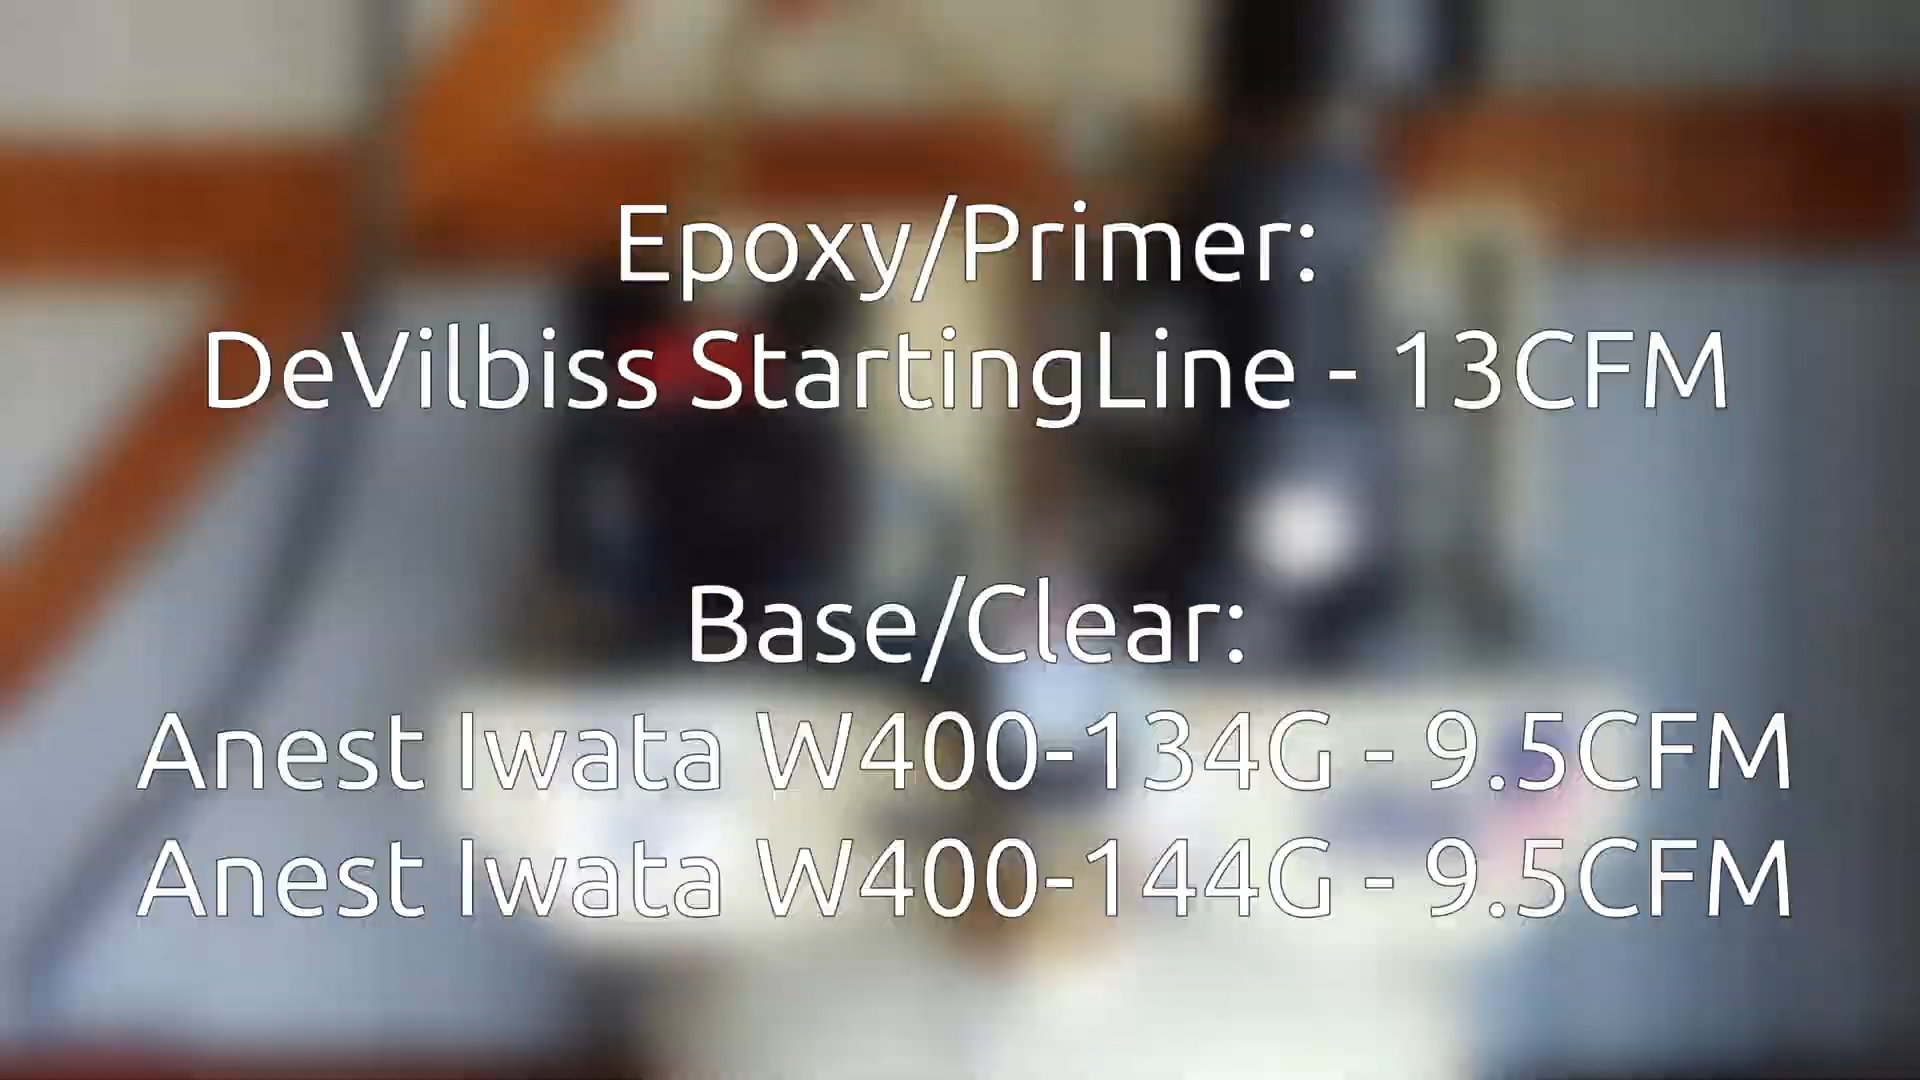 Epoxy/Primer:
DeVilbiss StartingLine - 13CFM
Base/Clear:
Anest Iwata W400-134G - 9.5CFM
Anest Iwata W400-144G - 9.5CFM